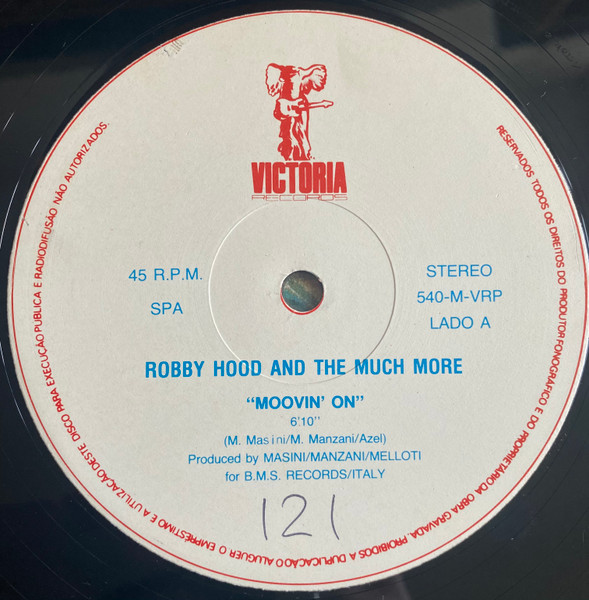 VICTORIA
RECORDS
45 R.P.M.
SPA
STEREO
540-M-VRP
LADO A
ROBBY HOOD AND THE MUCH MORE
“MOOVIN' ON”
6'10''
(M. Masini/M. Manzani/Azel)
Produced by MASINI/MANZANI/MELLOTI
for B.M.S. RECORDS/ITALY
121
RESERVADOS TODOS OS DIREITOS DO PRODUTOR FONOGRÁFICO E DO PROPRIETÁRIO DA OBRA GRAVADA. PROIBIDOS A DUPLICAÇÃO ALUGUER O EMPRÉSTIMO E A UTILIZAÇÃO DESTE DISCO PARA EXECUÇÃO PUBLICA E RADIODIFUSÃO NÃO AUTORIZADOS.